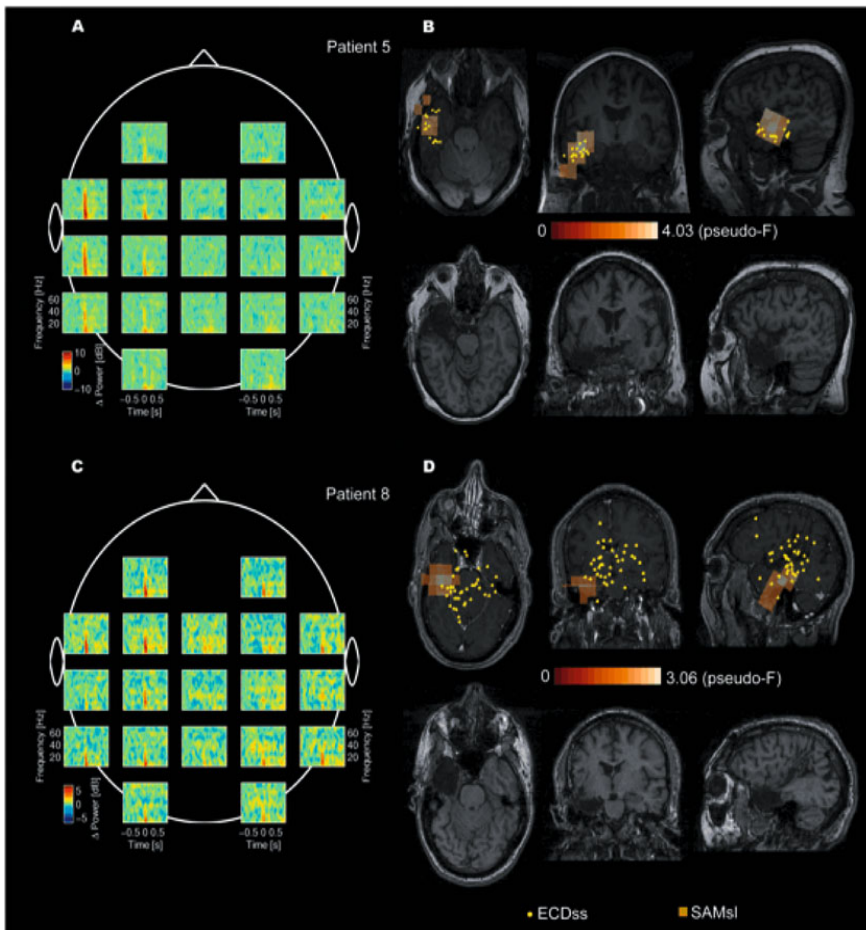 A
Patient 5
B
0 4.03 (pseudo-F)
Frequency [Hz]
60
40
20
60
40
20
Frequency [Hz]
10
0
−10
Δ Power [dB]
−0.5 0 0.5
Time [s]
−0.5 0 0.5
Time [s]
C
Patient 8
D
0 3.06 (pseudo-F)
Frequency [Hz]
60
40
20
60
40
20
Frequency [Hz]
5
0
−5
Δ Power [dB]
−0.5 0 0.5
Time [s]
−0.5 0 0.5
Time [s]
ECDss
SAMsl